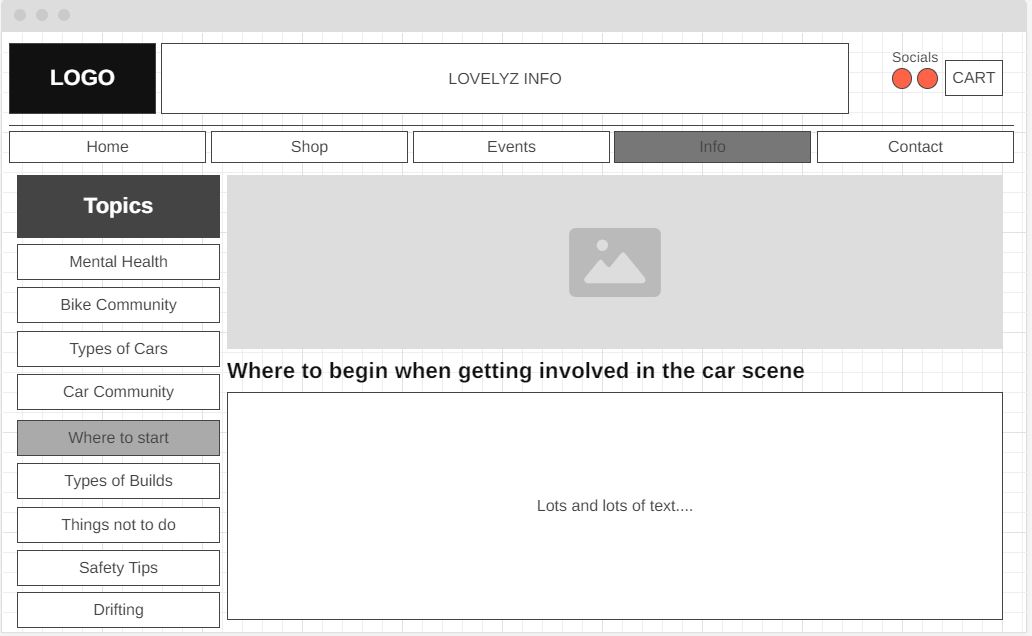 LOGO
LOVELYZ INFO
Socials
CART
Home
Shop
Events
Info
Contact
Topics
Mental Health
Bike Community
Types of Cars
Car Community
Where to start
Types of Builds
Things not to do
Safety Tips
Drifting
Where to begin when getting involved in the car scene
Lots and lots of text....